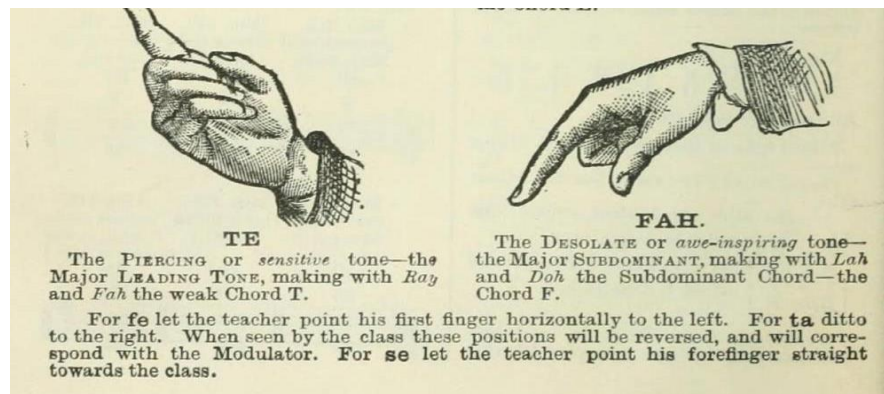 TE
The PIERCING or sensitive tone—the
Major LEADING TONE, making with Ray
and Fah the weak Chord T.
FAH.
The DESOLATE or awe-inspiring tone—
the Major SUBDOMINANT, making with Lah
and Doh the Subdominant Chord—the
Chord F.
For fe let the teacher point his first finger horizontally to the left. For ta ditto
to the right. When seen by the class these positions will be reversed, and will corre-
spond with the Modulator. For se let the teacher point his forefinger straight
towards the class.